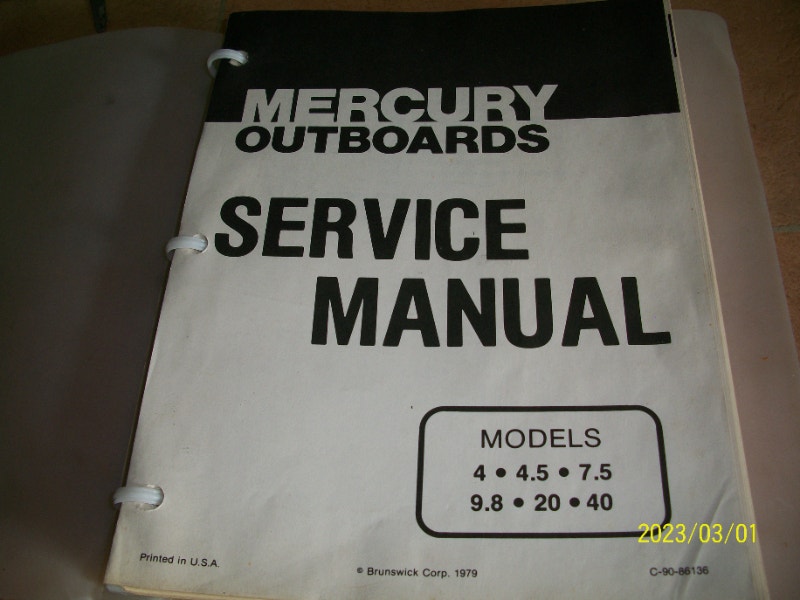 MERCURY
OUTBOARDS
SERVICE
MANUAL
MODELS
4 • 4.5 • 7.5
9.8 • 20 • 40
2023/03/01
Printed in U.S.A.
© Brunswick Corp. 1979
C-90-86136